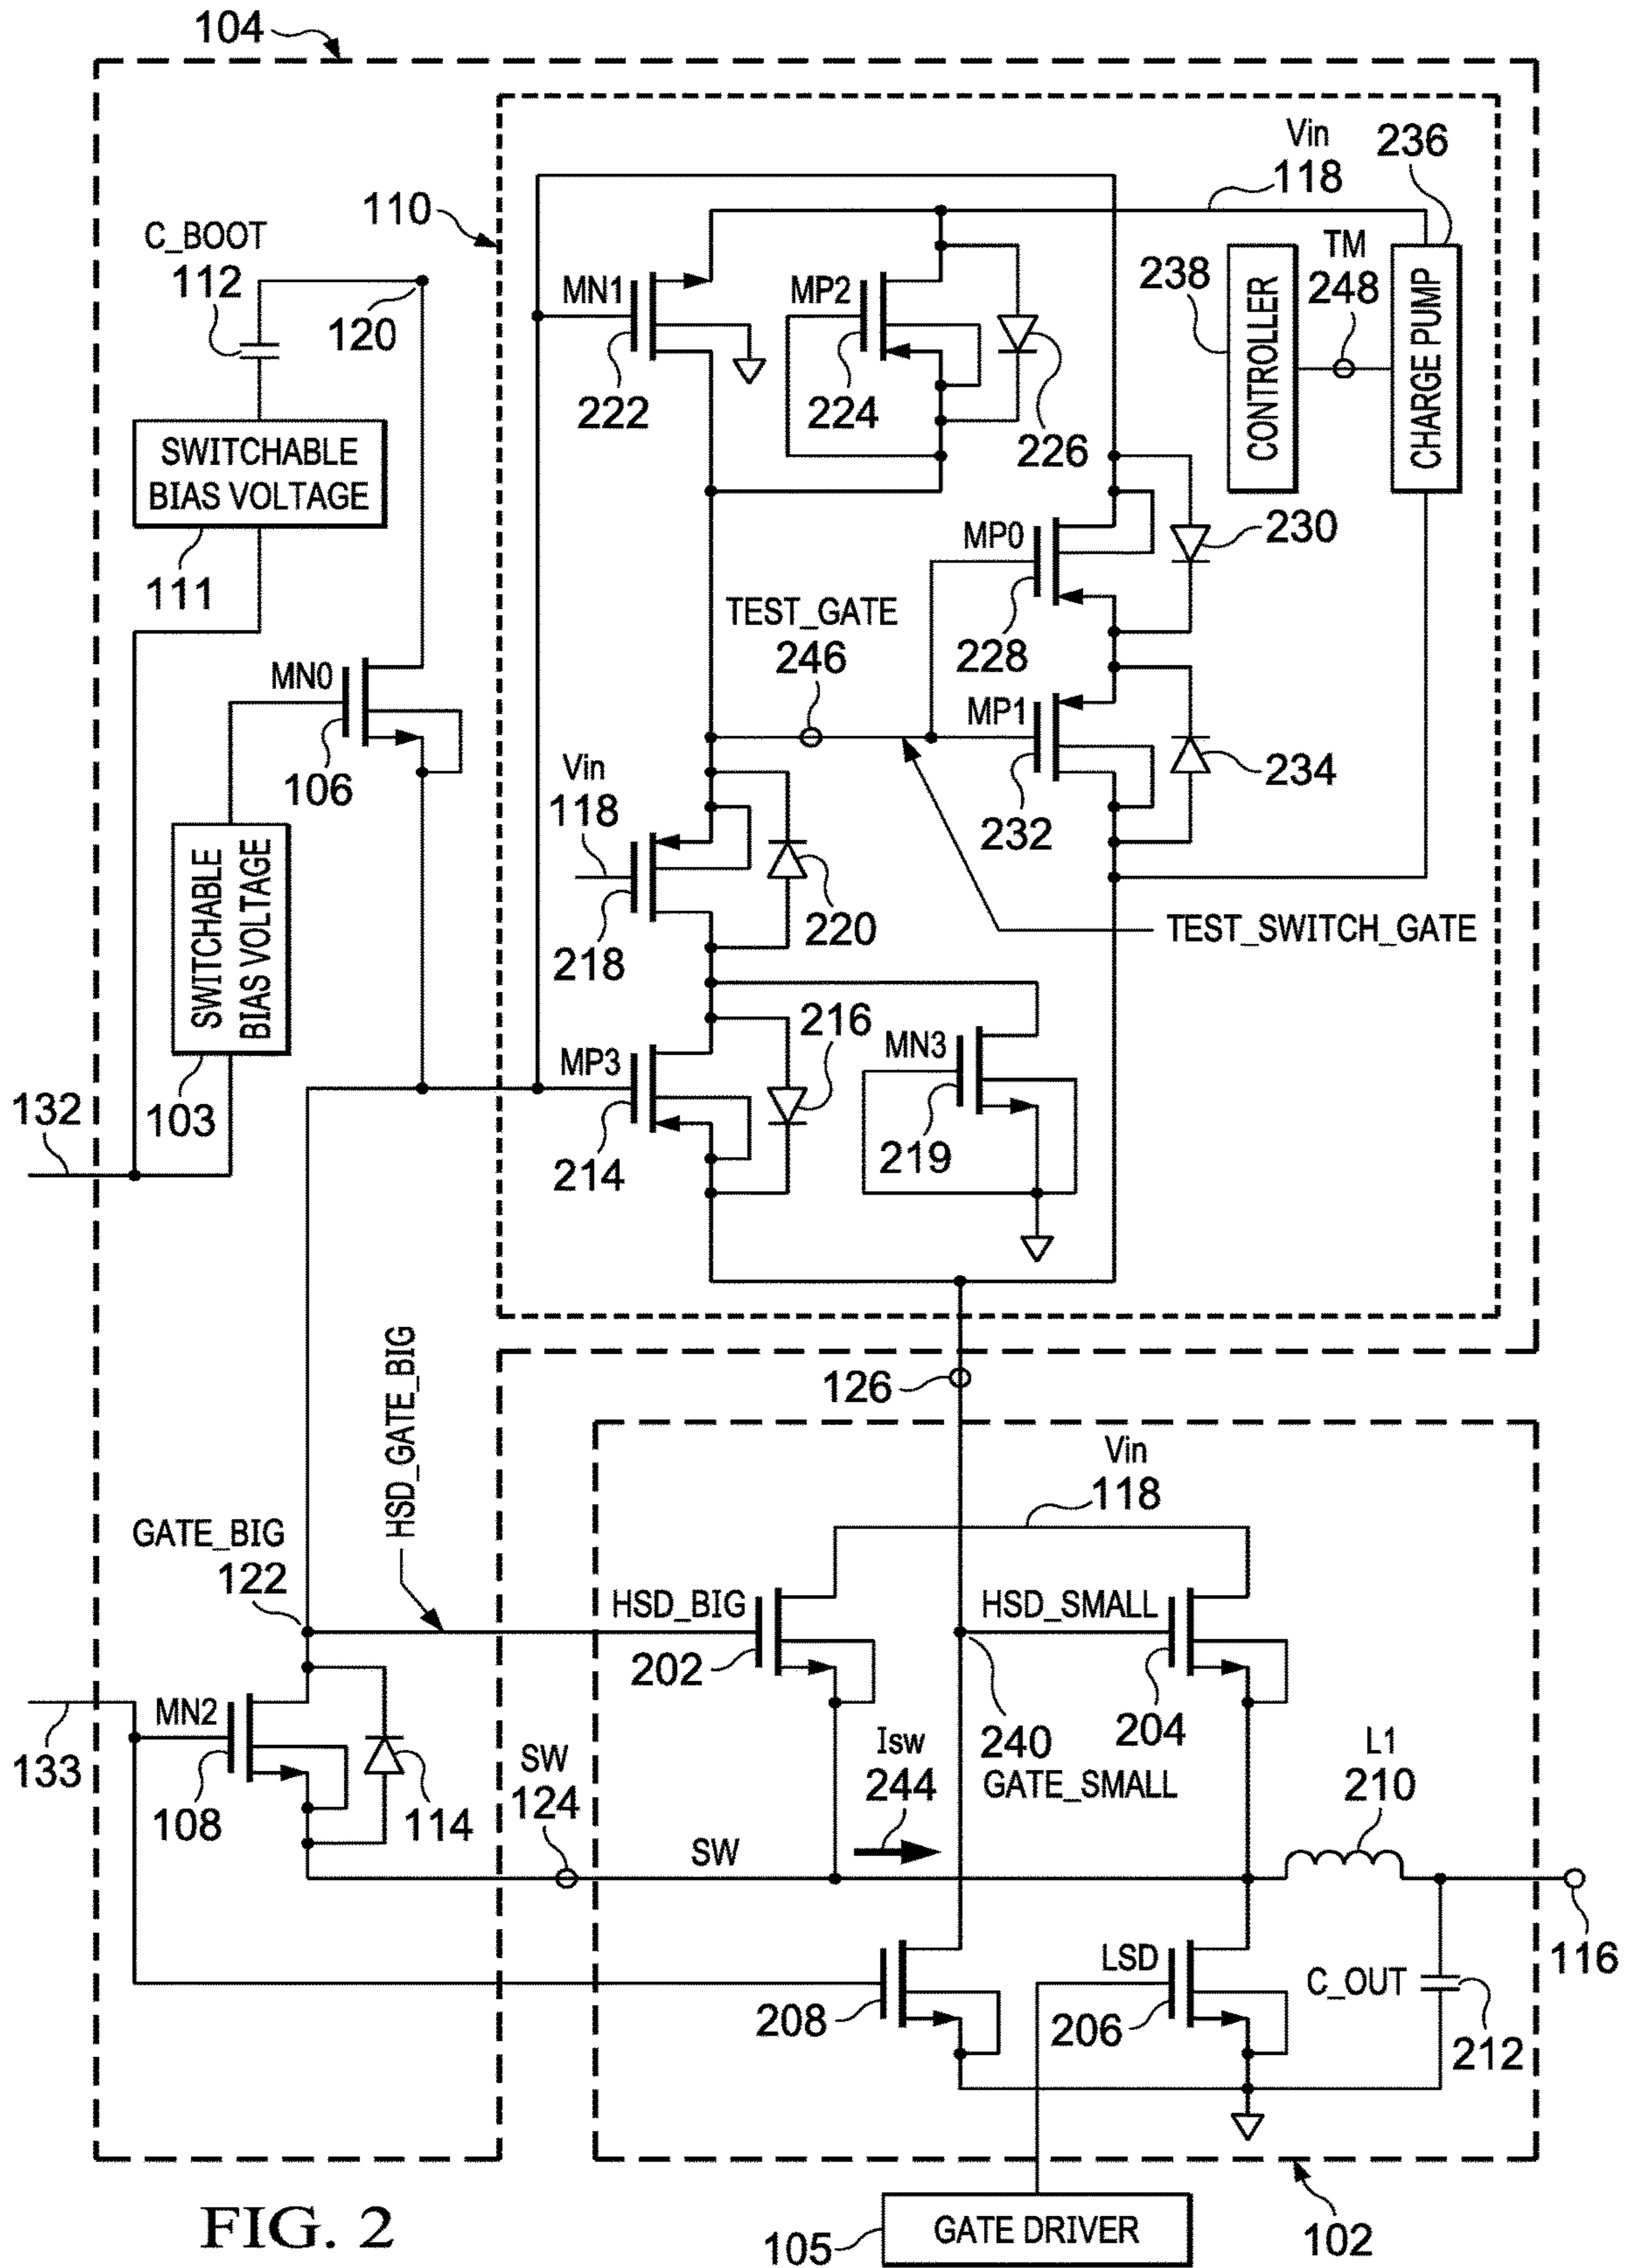 104
Vin
118
236
110
C_BOOT
112
120
MN1
222
MP2
224
226
238
CONTROLLER
TM
248
CHARGE PUMP
SWITCHABLE
BIAS VOLTAGE
111
MP0
228
230
TEST_GATE
246
MN0
106
MP1
232
234
Vin
118
218
220
TEST_SWITCH_GATE
SWITCHABLE
BIAS VOLTAGE
103
132
MP3
214
216
MN3
219
126
HSD_GATE_BIG
Vin
118
GATE_BIG
122
HSD_BIG
202
HSD_SMALL
204
133
MN2
108
114
SW
124
SW
Isw
244
240
GATE_SMALL
L1
210
116
208
LSD
206
C_OUT
212
FIG. 2
105
GATE DRIVER
102